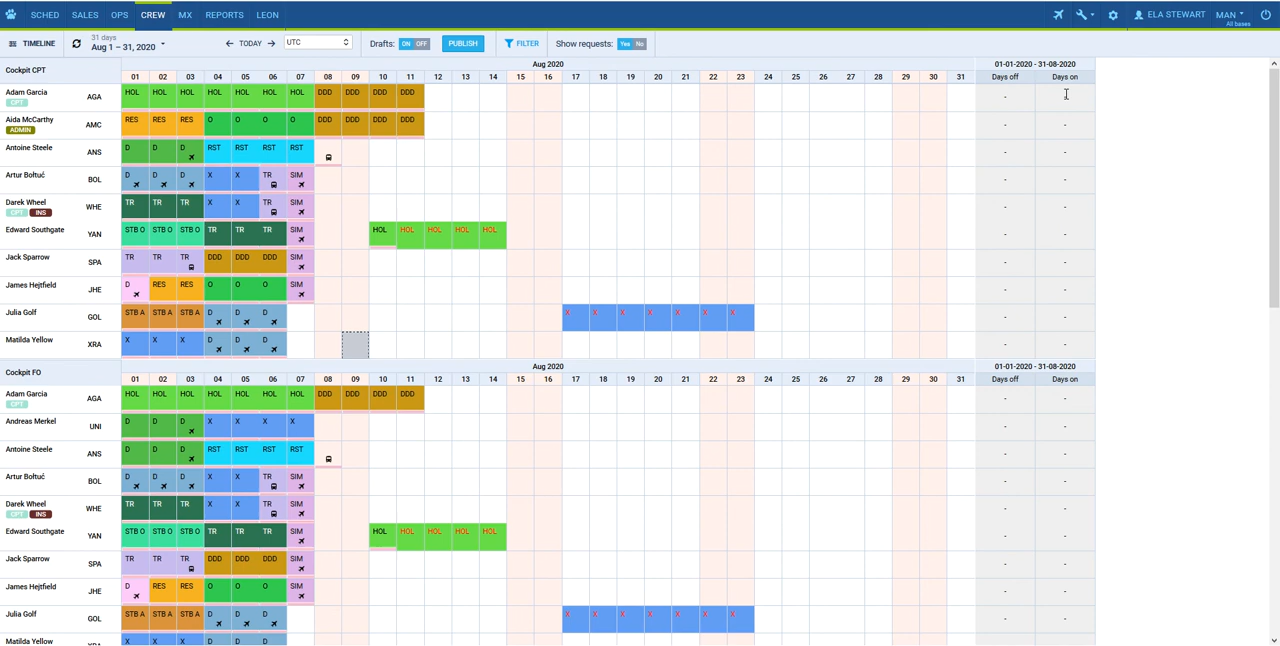 SCHED SALES OPS CREW MX REPORTS LEON ELA STEWART MAN All bases
TIMELINE 31 days Aug 1 – 31, 2020 TODAY UTC Drafts: ON OFF PUBLISH FILTER Show requests: Yes No
Cockpit CPT Aug 2020 01-01-2020 - 31-08-2020
01 02 03 04 05 06 07 08 09 10 11 12 13 14 15 16 17 18 19 20 21 22 23 24 25 26 27 28 29 30 31 Days off Days on
Adam Garcia CPT AGA HOL HOL HOL HOL HOL HOL HOL DDD DDD DDD DDD - -
Aida McCarthy ADMIN AMC RES RES RES O O O O DDD DDD DDD DDD - -
Antoine Steele ANS D D D RST RST RST RST - -
Artur Bołtuć BOL D D D X X TR SIM - -
Darek Wheel CPT INS WHE TR TR TR X X TR SIM - -
Edward Southgate YAN STB O STB O STB O TR TR TR SIM HOL HOL HOL HOL HOL - -
Jack Sparrow SPA TR TR TR DDD DDD DDD SIM - -
James Hejtfield JHE D RES RES O O O SIM - -
Julia Golf GOL STB A STB A STB A D D D X X X X X X X - -
Matilda Yellow XRA X X X D D D - -
Cockpit FO Aug 2020 01-01-2020 - 31-08-2020
01 02 03 04 05 06 07 08 09 10 11 12 13 14 15 16 17 18 19 20 21 22 23 24 25 26 27 28 29 30 31 Days off Days on
Adam Garcia CPT AGA HOL HOL HOL HOL HOL HOL HOL DDD DDD DDD DDD - -
Andreas Merkel UNI D D D X X X X - -
Antoine Steele ANS D D D RST RST RST RST - -
Artur Bołtuć BOL D D D X X TR SIM - -
Darek Wheel CPT INS WHE TR TR TR X X TR SIM - -
Edward Southgate YAN STB O STB O STB O TR TR TR SIM HOL HOL HOL HOL HOL - -
Jack Sparrow SPA TR TR TR DDD DDD DDD SIM - -
James Hejtfield JHE D RES RES O O O SIM - -
Julia Golf GOL STB A STB A STB A D D D X X X X X X X - -
Matilda Yellow XRA X X X D D D